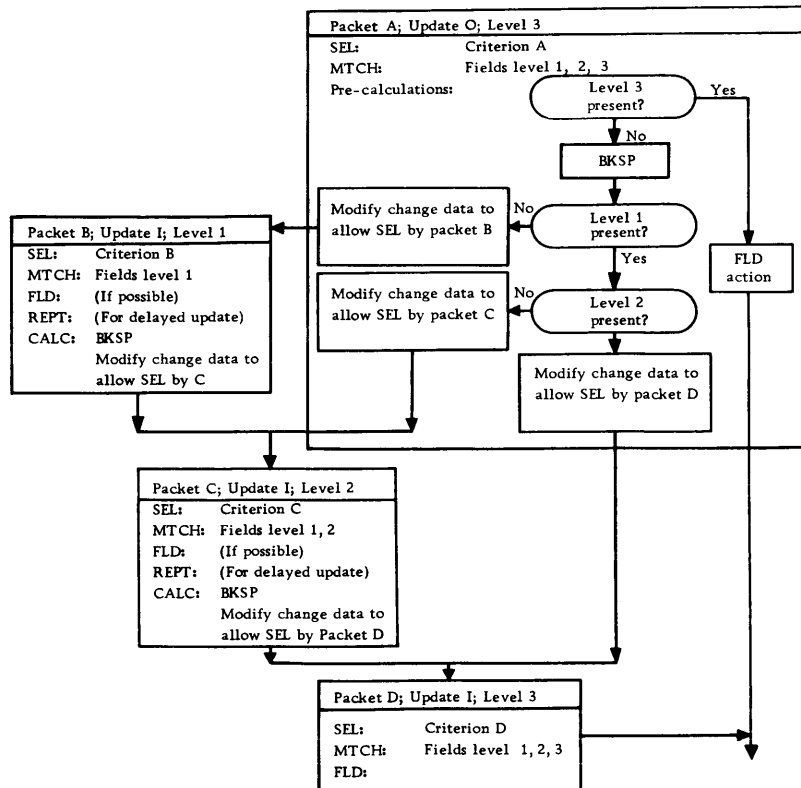 Packet A; Update O; Level 3
SEL: Criterion A
MTCH: Fields level 1, 2, 3
Pre-calculations:
Level 3
present?
Yes
No
BKSP
Level 1
present?
No
Modify change data to
allow SEL by packet B
Yes
FLD
action
Level 2
present?
No
Modify change data to
allow SEL by packet C
Modify change data to
allow SEL by packet D
Packet B; Update I; Level 1
SEL: Criterion B
MTCH: Fields level 1
FLD: (If possible)
REPT: (For delayed update)
CALC: BKSP
Modify change data to
allow SEL by C
Packet C; Update I; Level 2
SEL: Criterion C
MTCH: Fields level 1, 2
FLD: (If possible)
REPT: (For delayed update)
CALC: BKSP
Modify change data to
allow SEL by Packet D
Packet D; Update I; Level 3
SEL: Criterion D
MTCH: Fields level 1, 2, 3
FLD: